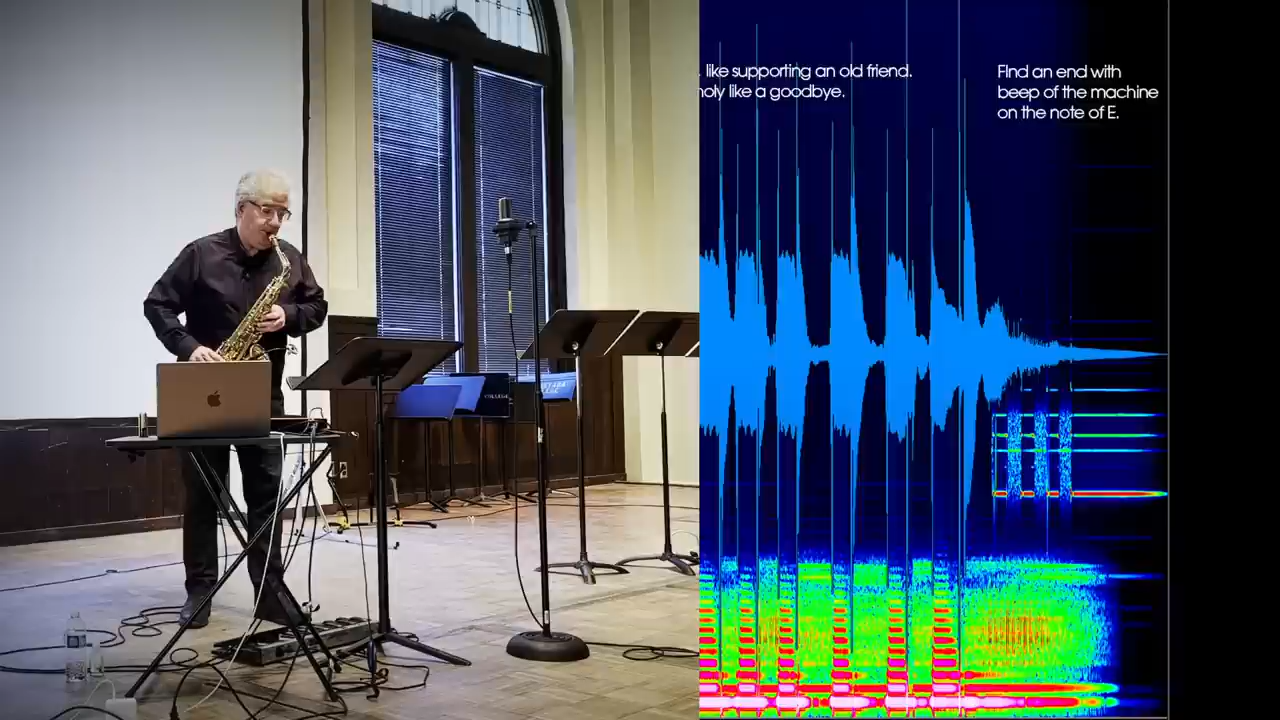 . like supporting an old friend.
holy like a goodbye.
FInd an end with
beep of the machine
on the note of E.
COLLEGE